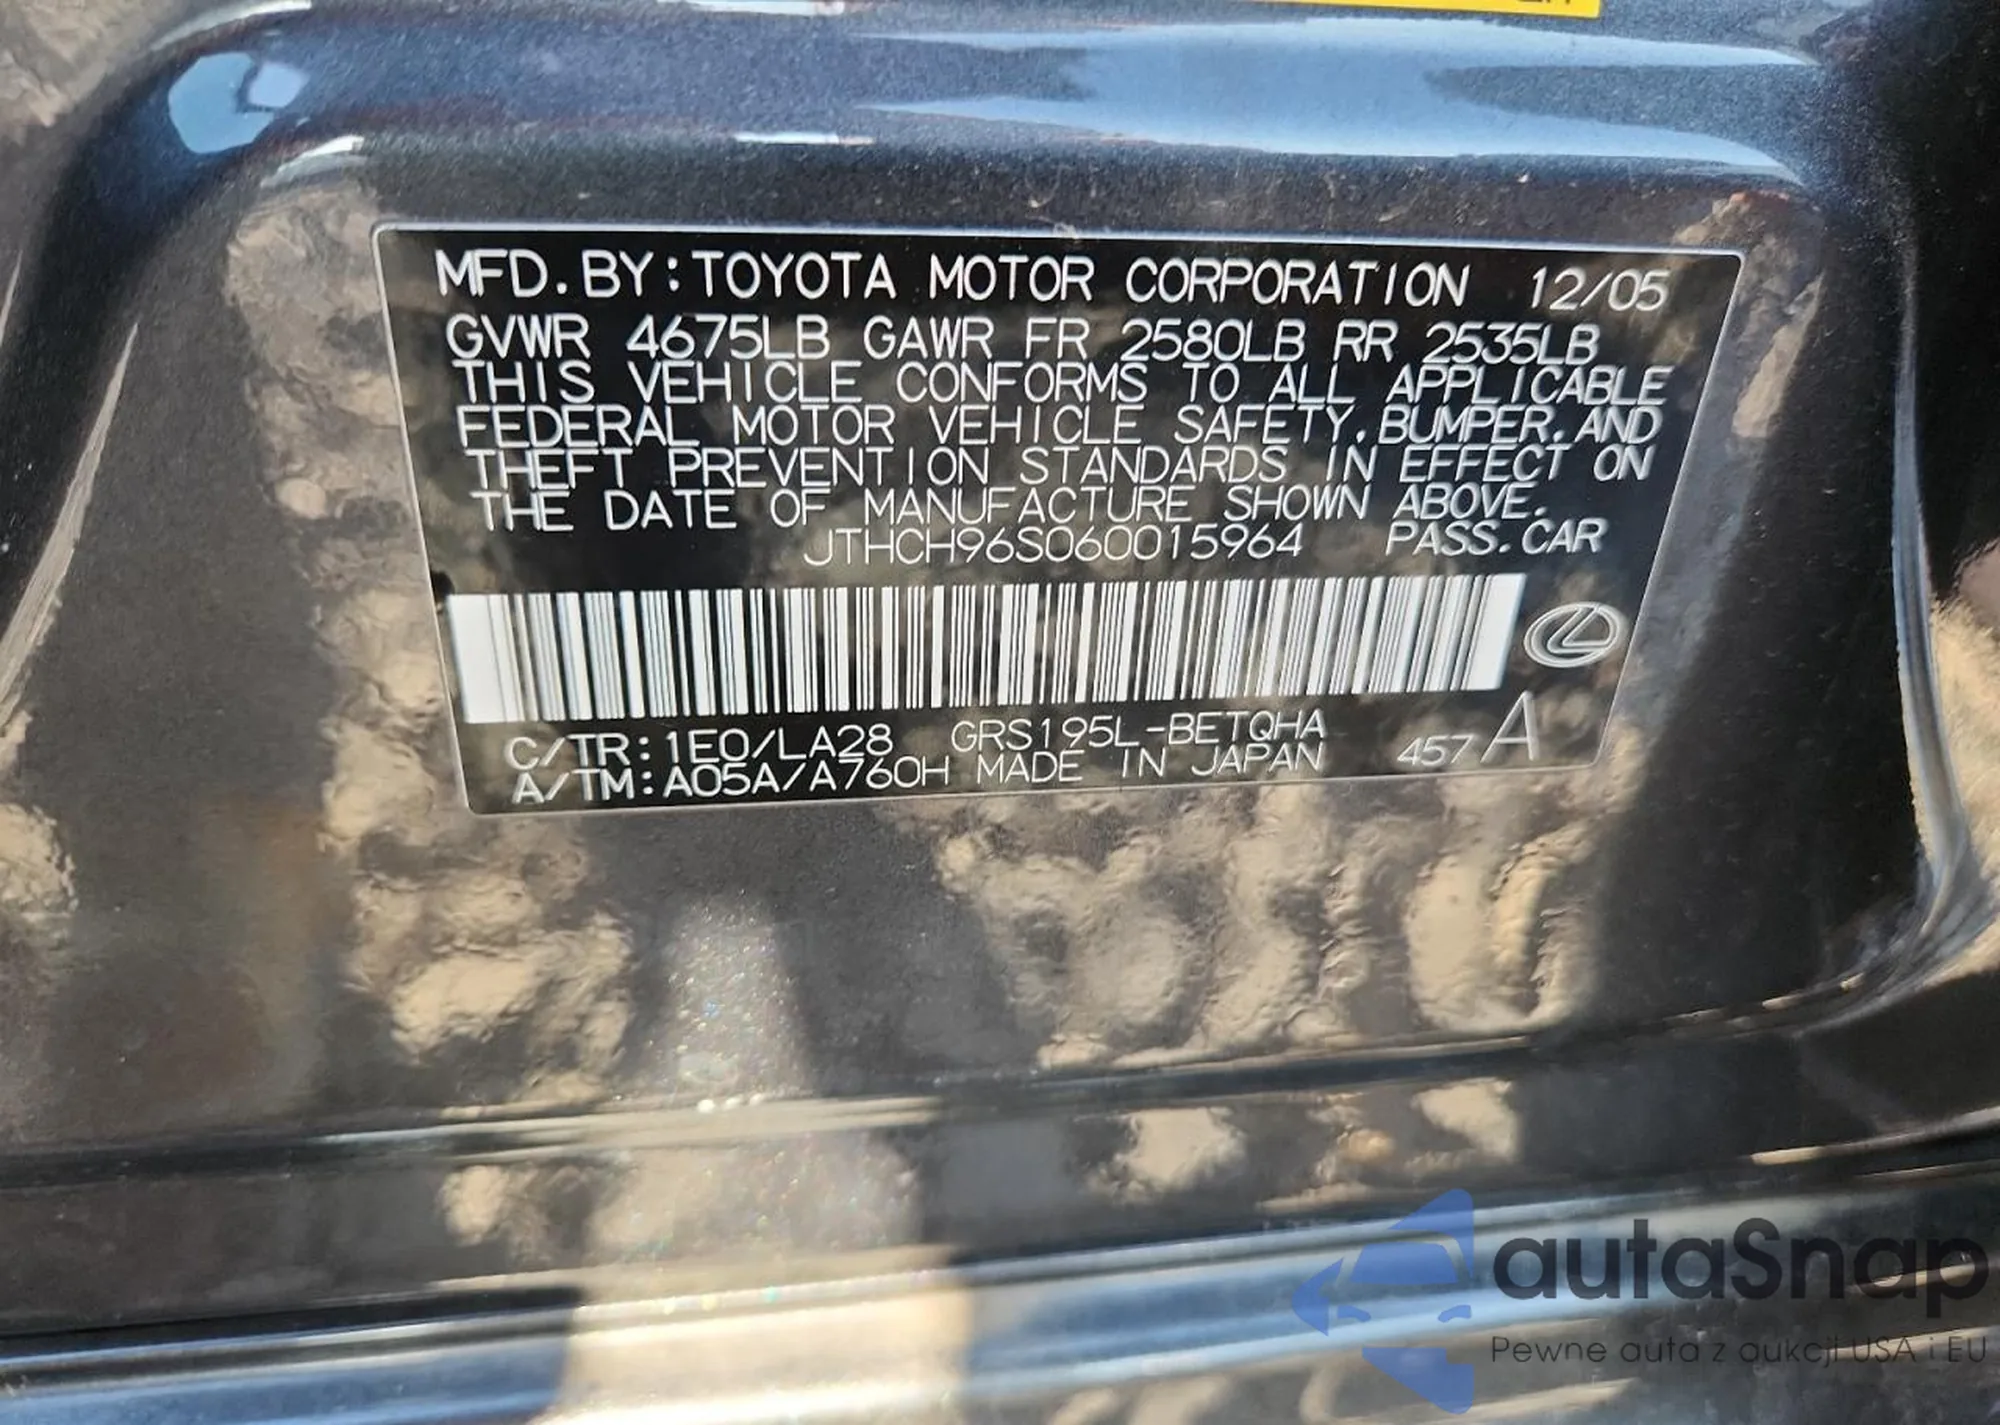 MFD. BY: TOYOTA MOTOR CORPORATION 12/05
GVWR 4675LB GAWR FR 2580LB RR 2535LB
THIS VEHICLE CONFORMS TO ALL APPLICABLE
FEDERAL MOTOR VEHICLE SAFETY, BUMPER, AND
THEFT PREVENTION STANDARDS IN EFFECT ON
THE DATE OF MANUFACTURE SHOWN ABOVE.
JTHCH96S060015964 PASS. CAR
C/TR: 1E0/LA28 GRS195L-BETQHA
A/TM: A05A/A760H MADE IN JAPAN 457 A
autaSnap
Pewne auta z aukcji USA i EU